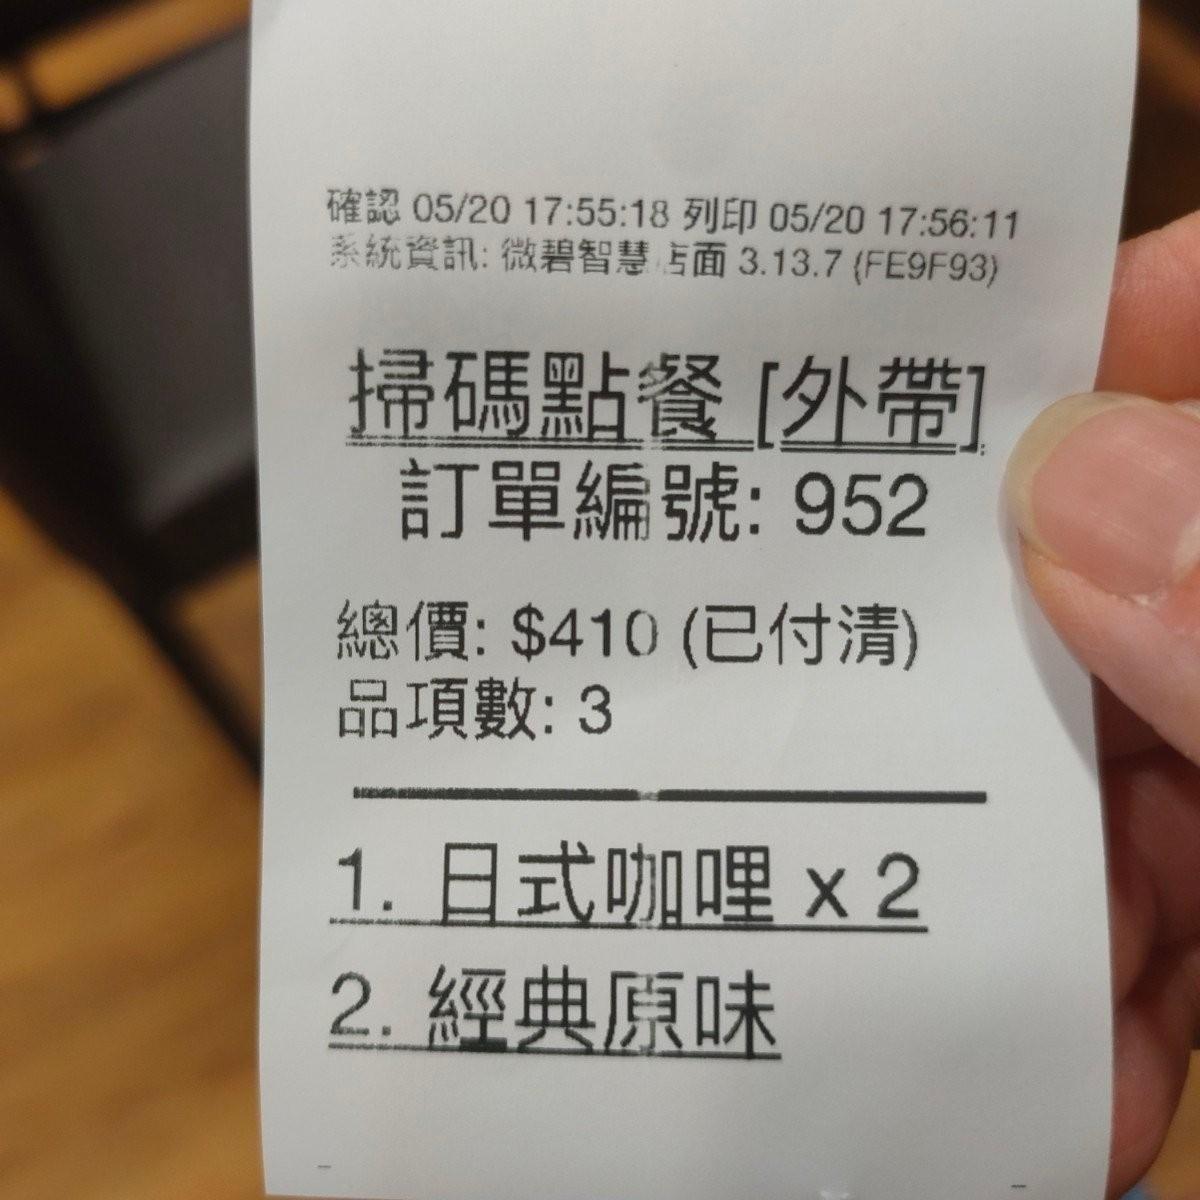 確認 05/20 17:55:18 列印 05/20 17:56:11
系統資訊: 微碧智慧店面 3.13.7 (FE9F93)
掃碼點餐 [外帶]
訂單編號: 952
總價: $410 (已付清)
品項數: 3
1. 日式咖哩 x 2
2. 經典原味